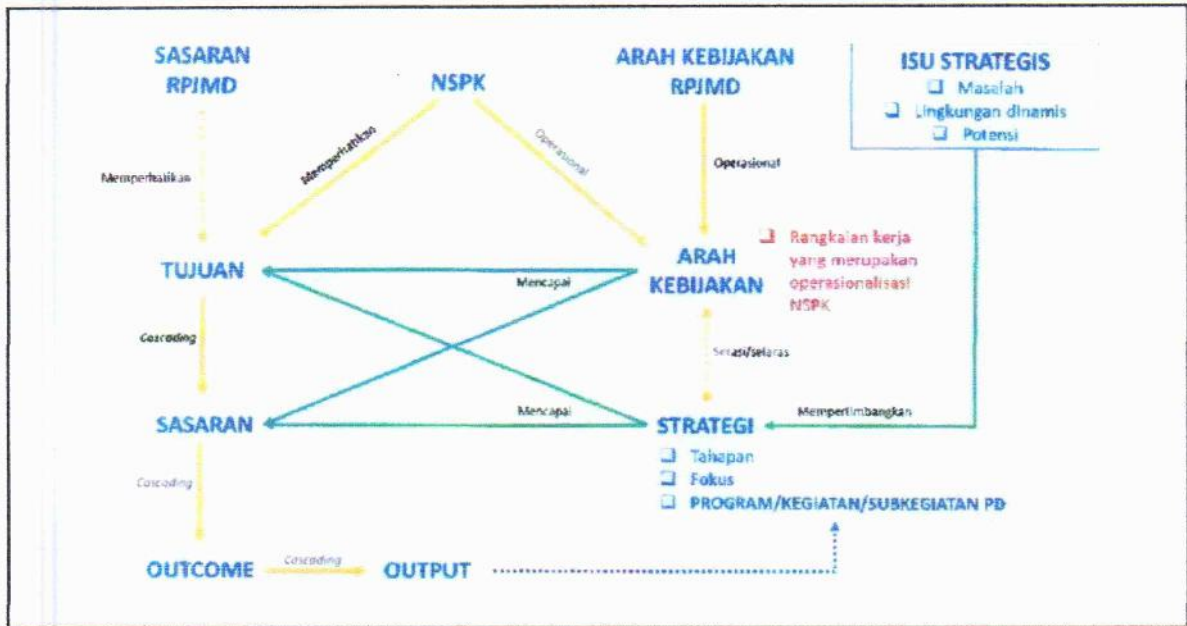 SASARAN
RPJMD
NSPK
ARAH KEBIJAKAN
RPJMD
ISU STRATEGIS
Masalah
Lingkungan dinamis
Potensi
Memperhatikan
Memperhatikan
Operasional
Operasional
TUJUAN
Mencapai
ARAH
KEBIJAKAN
Rangkaian kerja
yang merupakan
operasionalisasi
NSPK
Cascading
Serasi/selaras
SASARAN
Mencapai
STRATEGI
Mempertimbangkan
Tahapan
Fokus
PROGRAM/KEGIATAN/SUBKEGIATAN PD
Cascading
OUTCOME
Cascading
OUTPUT